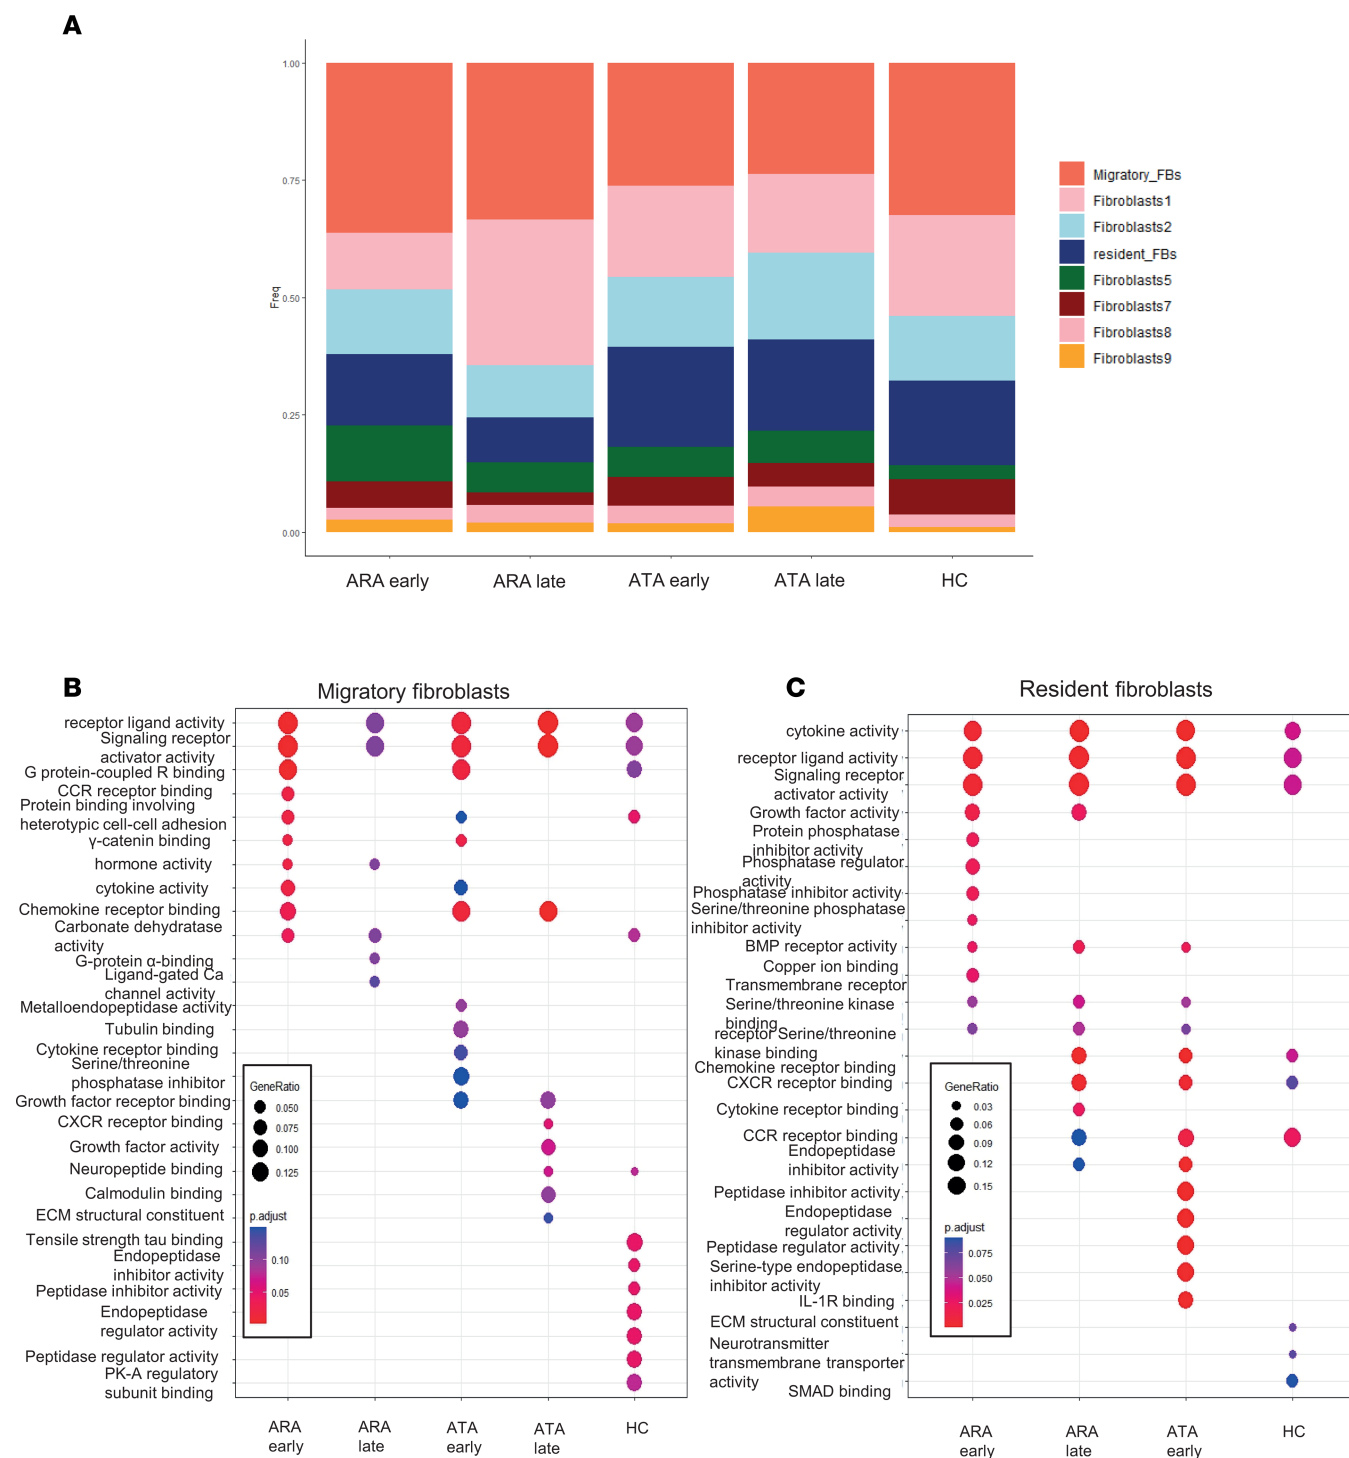 A
1.00
0.75
0.50
0.25
0.00
Freq
ARA early
ARA late
ATA early
ATA late
HC
Migratory_FBs
Fibroblasts1
Fibroblasts2
resident_FBs
Fibroblasts5
Fibroblasts7
Fibroblasts8
Fibroblasts9
B
Migratory fibroblasts
receptor ligand activity
Signaling receptor
activator activity
G protein-coupled R binding
CCR receptor binding
Protein binding involving
heterotypic cell-cell adhesion
γ-catenin binding
hormone activity
cytokine activity
Chemokine receptor binding
Carbonate dehydratase
activity
G-protein α-binding
Ligand-gated Ca
channel activity
Metalloendopeptidase activity
Tubulin binding
Cytokine receptor binding
Serine/threonine
phosphatase inhibitor
Growth factor receptor binding
CXCR receptor binding
Growth factor activity
Neuropeptide binding
Calmodulin binding
ECM structural constituent
Tensile strength tau binding
Endopeptidase
inhibitor activity
Peptidase inhibitor activity
Endopeptidase
regulator activity
Peptidase regulator activity
PK-A regulatory
subunit binding
GeneRatio
0.050
0.075
0.100
0.125
p.adjust
0.10
0.05
ARA
early
ARA
late
ATA
early
ATA
late
HC
C
Resident fibroblasts
cytokine activity
receptor ligand activity
Signaling receptor
activator activity
Growth factor activity
Protein phosphatase
inhibitor activity
Phosphatase regulator
activity
Phosphatase inhibitor activity
Serine/threonine phosphatase
inhibitor activity
BMP receptor activity
Copper ion binding
Transmembrane receptor
Serine/threonine kinase
binding
receptor Serine/threonine
kinase binding
Chemokine receptor binding
CXCR receptor binding
Cytokine receptor binding
CCR receptor binding
Endopeptidase
inhibitor activity
Peptidase inhibitor activity
Endopeptidase
regulator activity
Peptidase regulator activity
Serine-type endopeptidase
inhibitor activity
IL-1R binding
ECM structural constituent
Neurotransmitter
transmembrane transporter
activity
SMAD binding
GeneRatio
0.03
0.06
0.09
0.12
0.15
p.adjust
0.075
0.050
0.025
ARA
early
ARA
late
ATA
early
HC